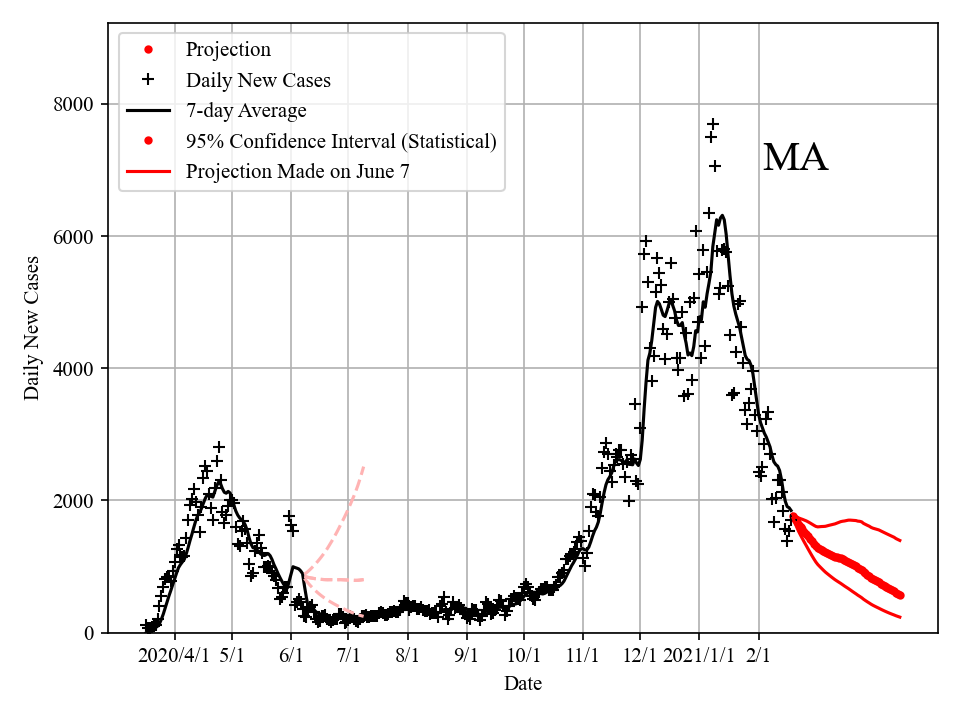 Projection
Daily New Cases
7-day Average
95% Confidence Interval (Statistical)
Projection Made on June 7
MA
8000
6000
4000
2000
0
Daily New Cases
2020/4/1 5/1 6/1 7/1 8/1 9/1 10/1 11/1 12/1 2021/1/1 2/1
Date